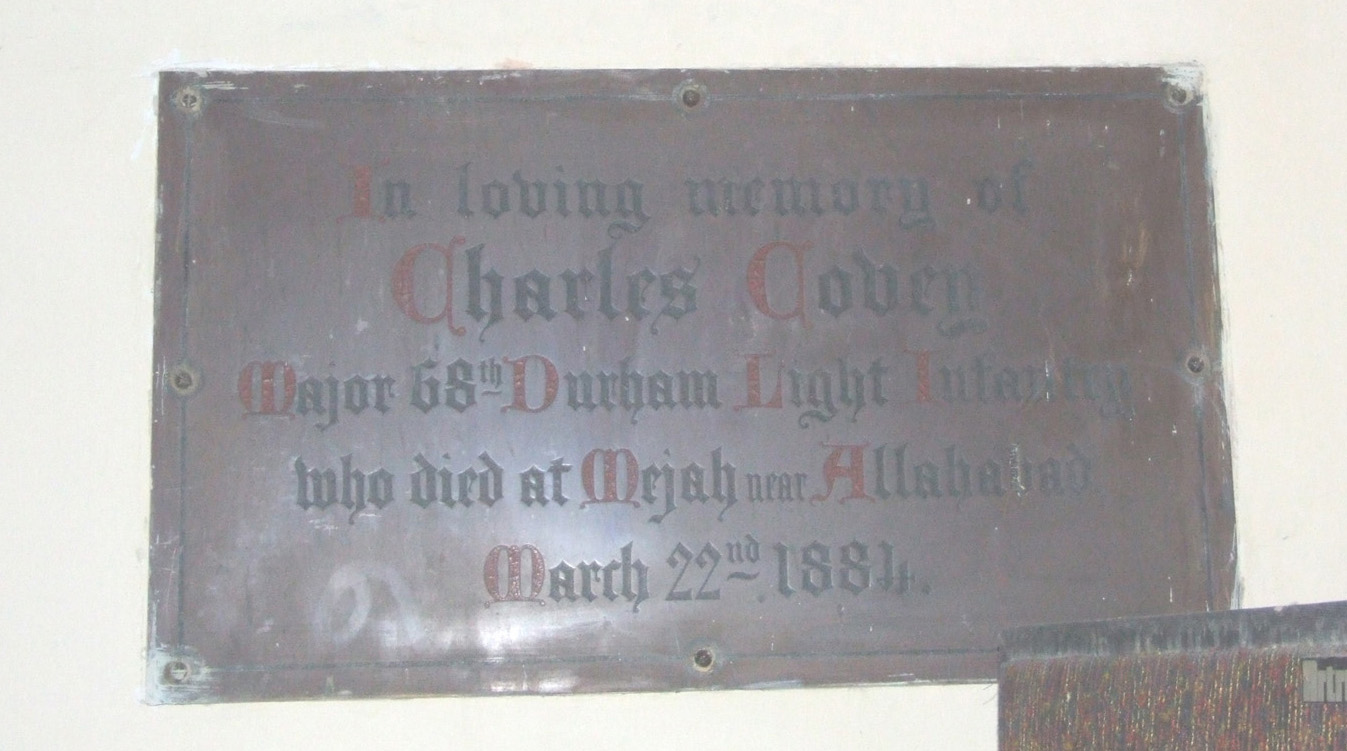 In loving memory of
Charles Covey
Major 68th Durham Light Infantry
who died at Mejah near Allahabad
March 22nd 1884.